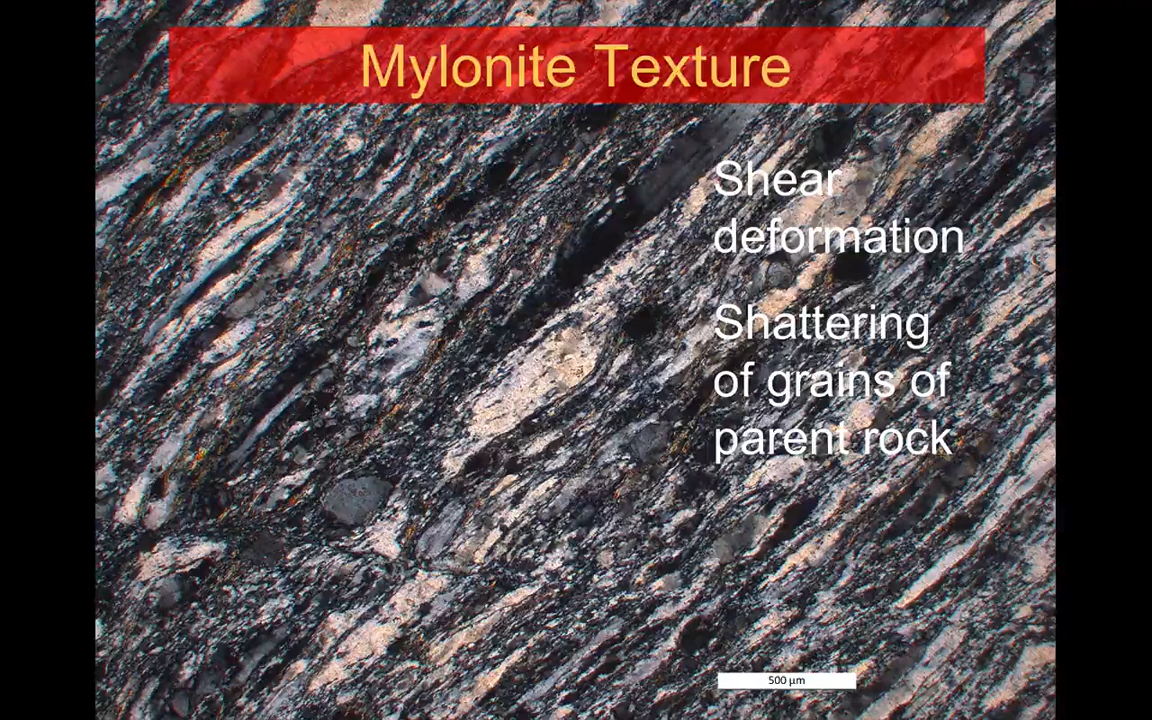 Mylonite Texture
Shear
deformation
Shattering
of grains of
parent rock
500 µm